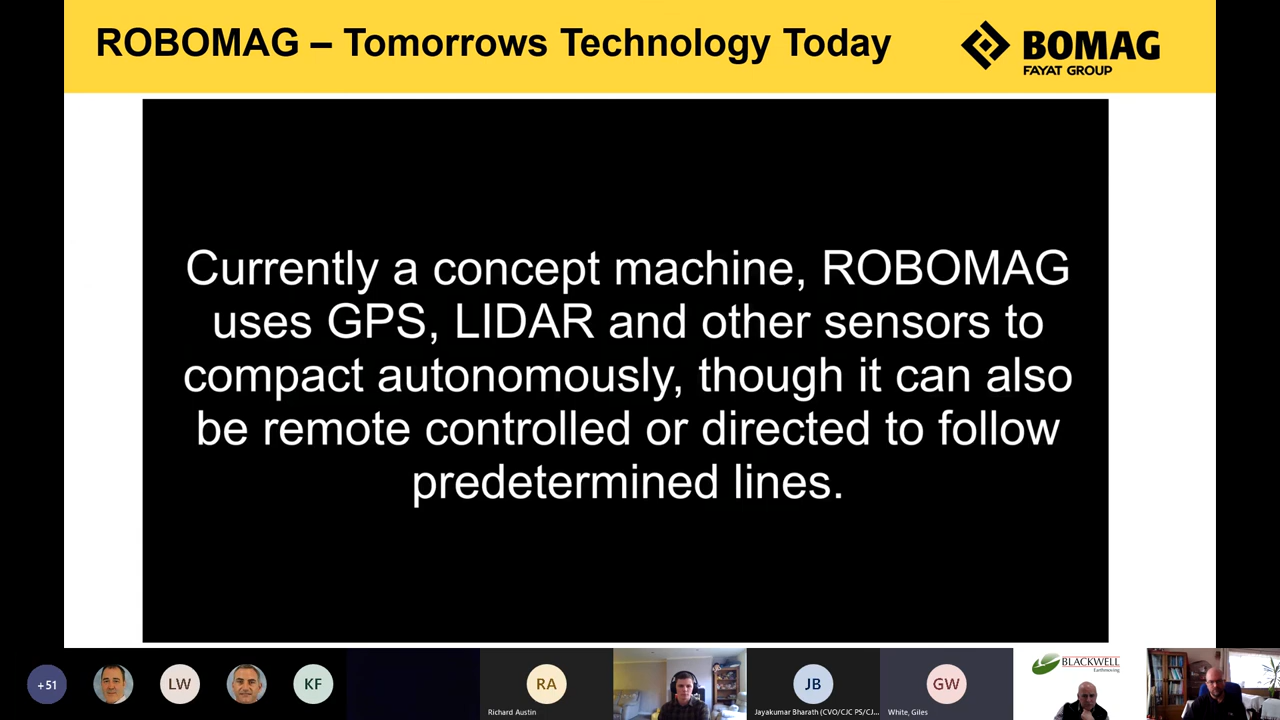 ROBOMAG – Tomorrows Technology Today
BOMAG
FAYAT GROUP
Currently a concept machine, ROBOMAG
uses GPS, LIDAR and other sensors to
compact autonomously, though it can also
be remote controlled or directed to follow
predetermined lines.
+51
LW
KF
RA
Richard Austin
JB
Jayakumar Bharath (CVO/CJC PS/CJ...
GW
White, Giles
BLACKWELL
Earthmoving